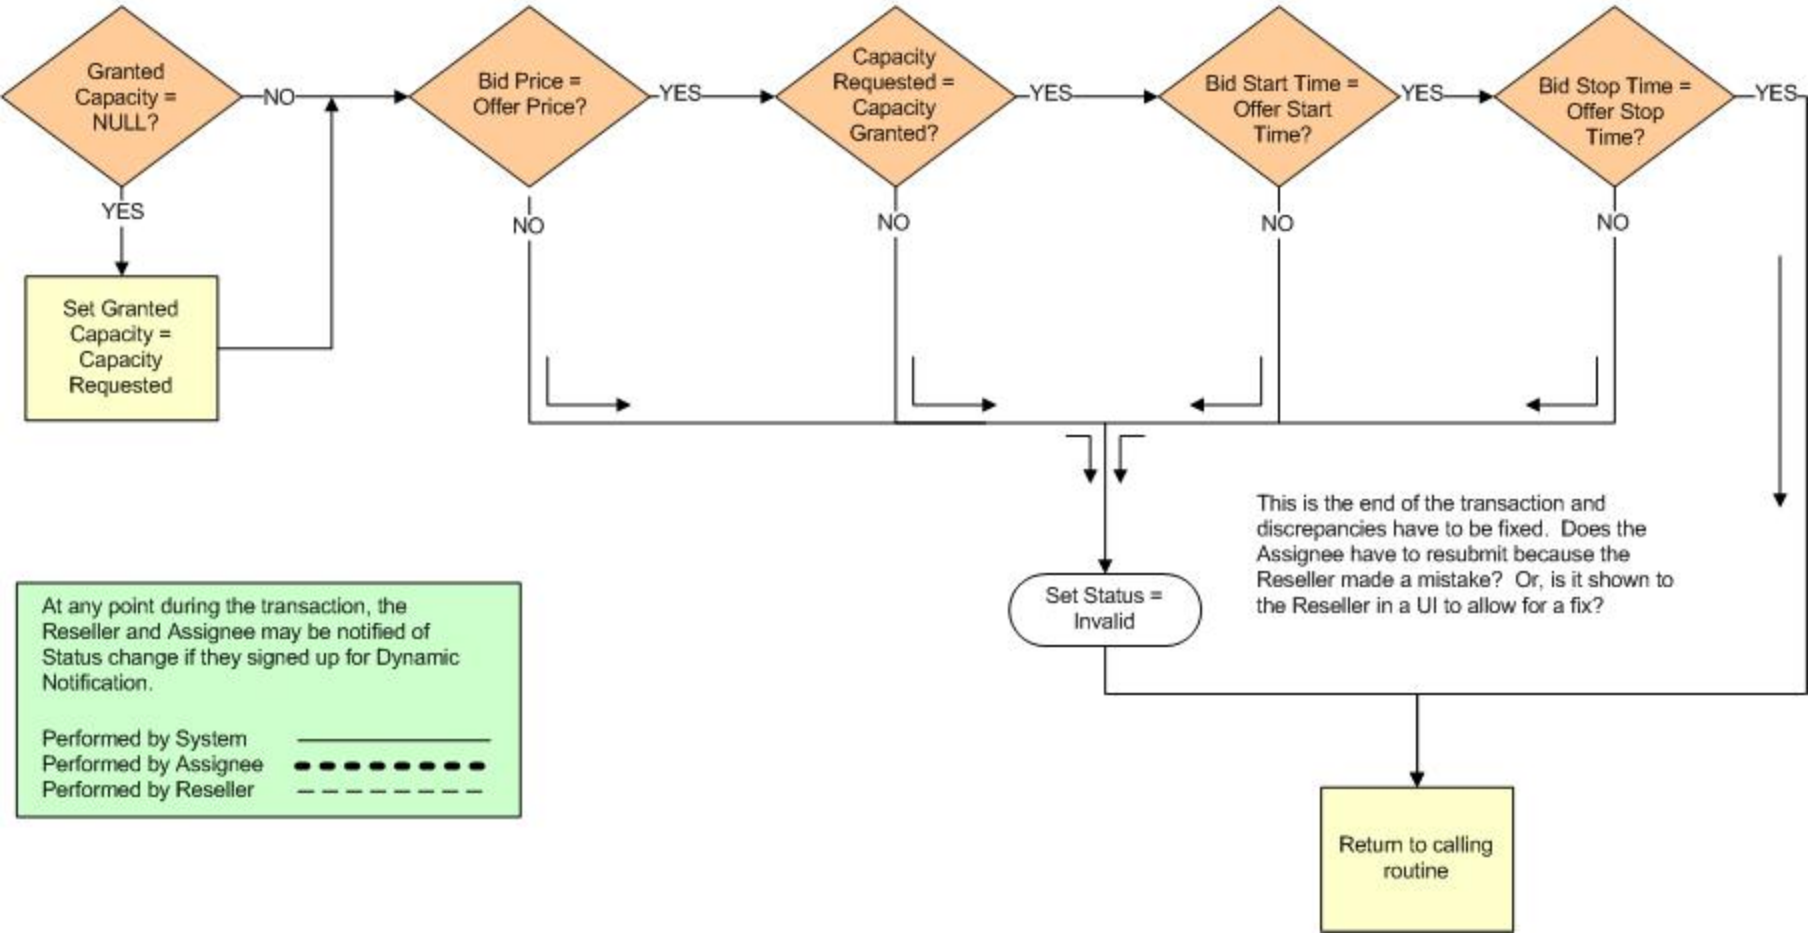 Granted
Capacity =
NULL?
NO
Bid Price =
Offer Price?
YES
Capacity
Requested =
Capacity
Granted?
YES
Bid Start Time =
Offer Start
Time?
YES
Bid Stop Time =
Offer Stop
Time?
YES
YES
NO
NO
NO
NO
Set Granted
Capacity =
Capacity
Requested
This is the end of the transaction and
discrepancies have to be fixed. Does the
Assignee have to resubmit because the
Reseller made a mistake? Or, is it shown to
the Reseller in a UI to allow for a fix?
Set Status =
Invalid
At any point during the transaction, the
Reseller and Assignee may be notified of
Status change if they signed up for Dynamic
Notification.
Performed by System
Performed by Assignee
Performed by Reseller
Return to calling
routine